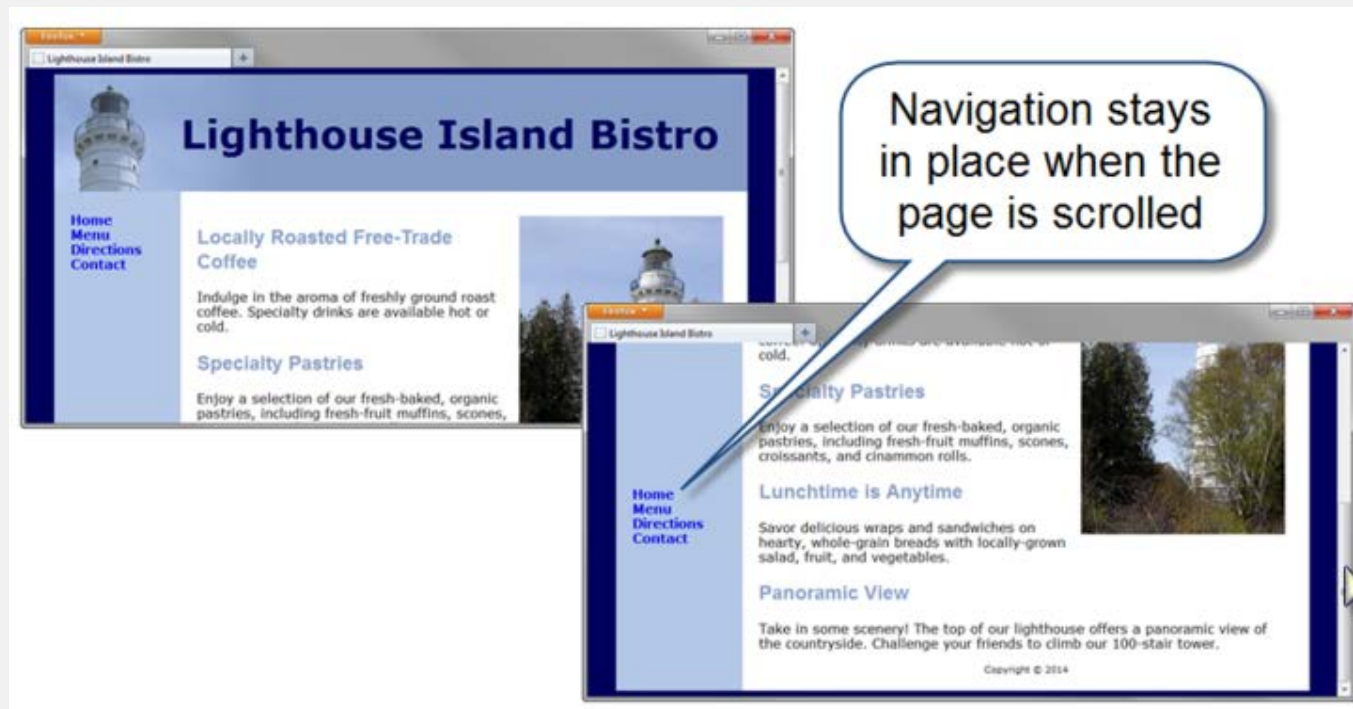 Firefox
Lighthouse Island Bistro
Lighthouse Island Bistro
Home
Menu
Directions
Contact
Locally Roasted Free-Trade
Coffee
Indulge in the aroma of freshly ground roast
coffee. Specialty drinks are available hot or
cold.
Specialty Pastries
Enjoy a selection of our fresh-baked, organic
pastries, including fresh-fruit muffins, scones,
Navigation stays
in place when the
page is scrolled
Firefox
Lighthouse Island Bistro
cold.
Specialty Pastries
Enjoy a selection of our fresh-baked, organic
pastries, including fresh-fruit muffins, scones,
croissants, and cinammon rolls.
Home
Menu
Directions
Contact
Lunchtime is Anytime
Savor delicious wraps and sandwiches on
hearty, whole-grain breads with locally-grown
salad, fruit, and vegetables.
Panoramic View
Take in some scenery! The top of our lighthouse offers a panoramic view of
the countryside. Challenge your friends to climb our 100-stair tower.
Copyright © 2014